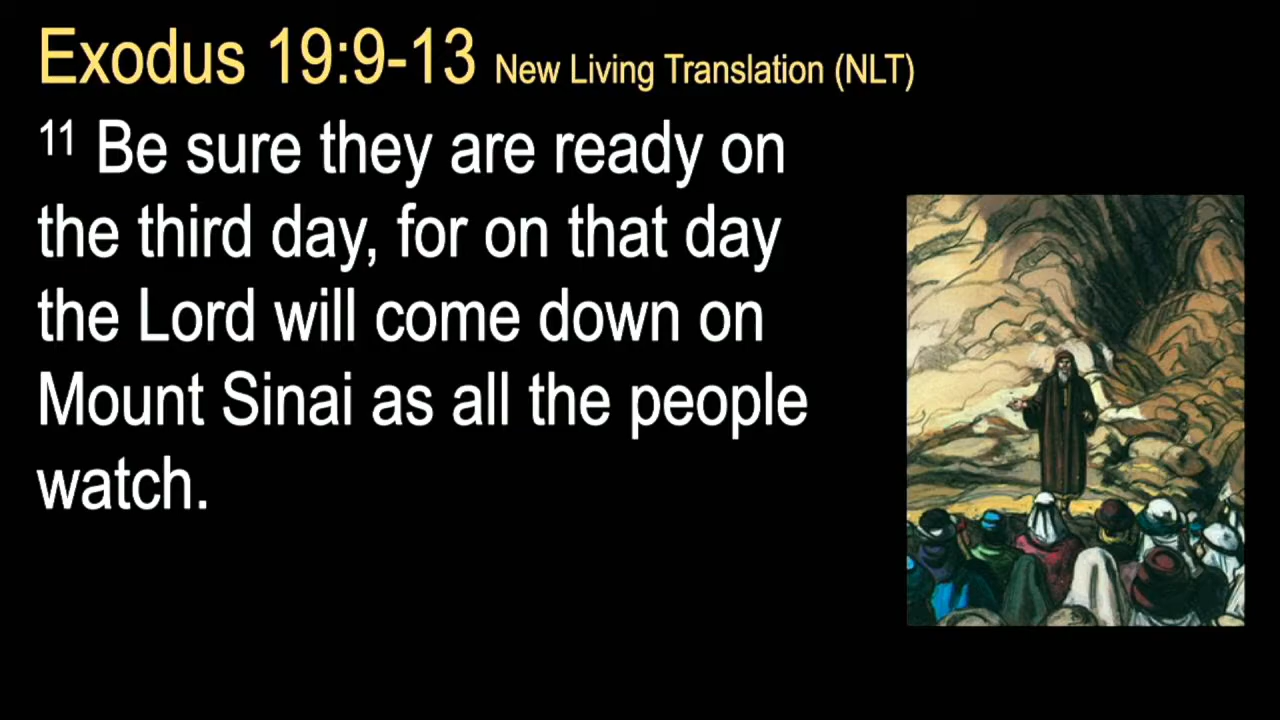 Exodus 19:9-13 New Living Translation (NLT)
11 Be sure they are ready on
the third day, for on that day
the Lord will come down on
Mount Sinai as all the people
watch.